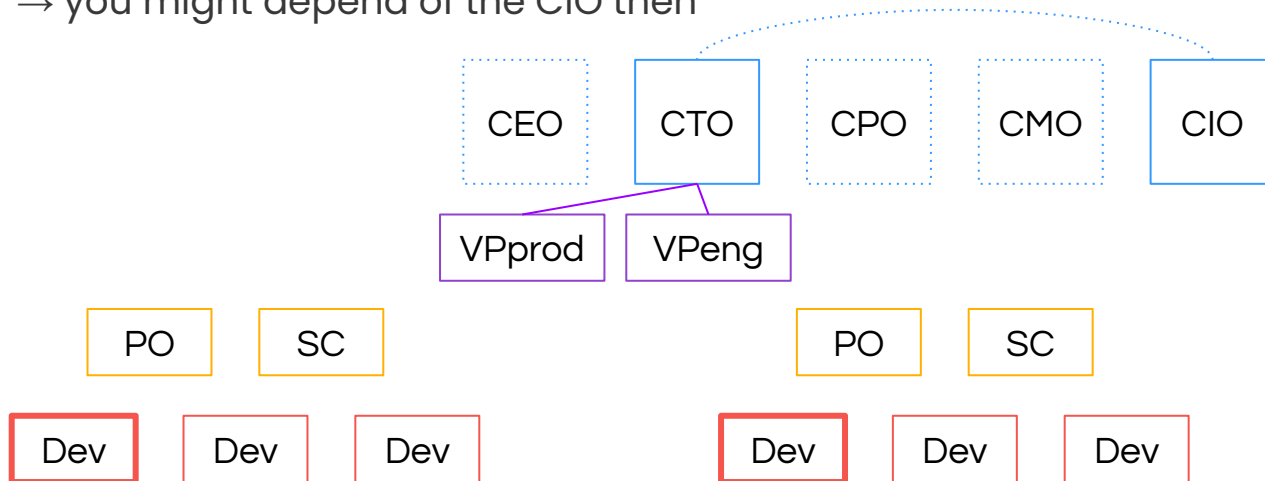 → you might depend of the CIO then
CEO CTO CPO CMO CIO
VPprod VPeng
PO SC PO SC
Dev Dev Dev Dev Dev Dev